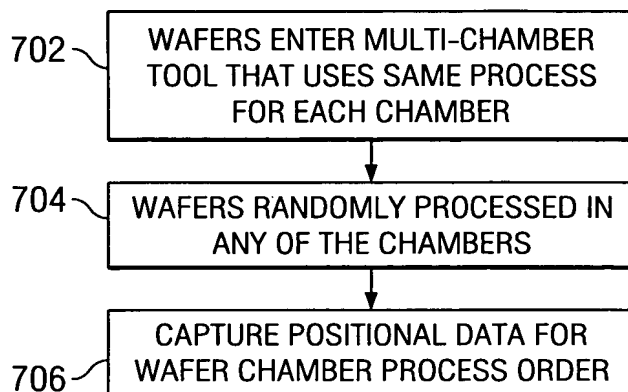 702
WAFERS ENTER MULTI-CHAMBER
TOOL THAT USES SAME PROCESS
FOR EACH CHAMBER
704
WAFERS RANDOMLY PROCESSED IN
ANY OF THE CHAMBERS
706
CAPTURE POSITIONAL DATA FOR
WAFER CHAMBER PROCESS ORDER